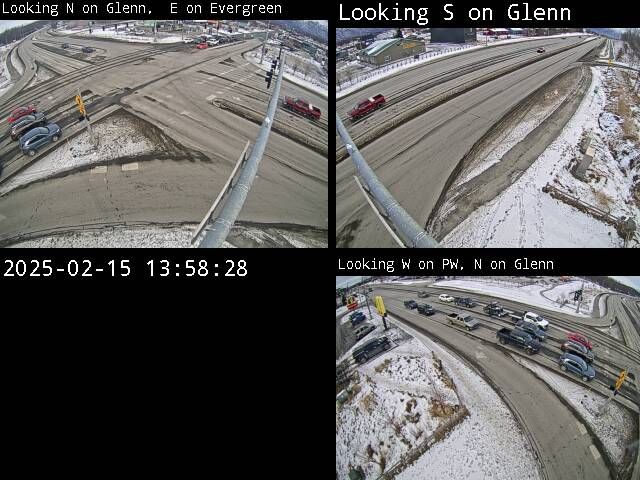 Looking N on Glenn, E on Evergreen
Looking S on Glenn
2025-02-15 13:58:28
Looking W on PW, N on Glenn